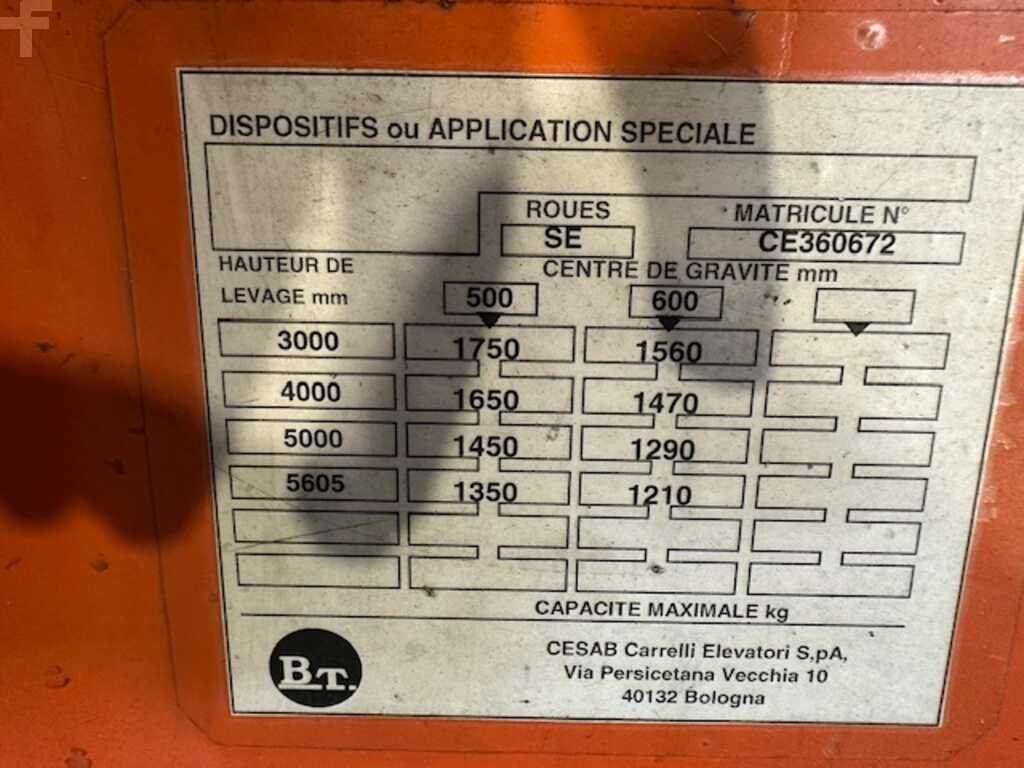 DISPOSITIFS ou APPLICATION SPECIALE
ROUES
MATRICULE N°
SE
CE360672
HAUTEUR DE
LEVAGE mm
CENTRE DE GRAVITE mm
500 600
3000 1750 1560
4000 1650 1470
5000 1450 1290
5605 1350 1210
CAPACITE MAXIMALE kg
B.T.
CESAB Carrelli Elevatori S,pA,
Via Persicetana Vecchia 10
40132 Bologna